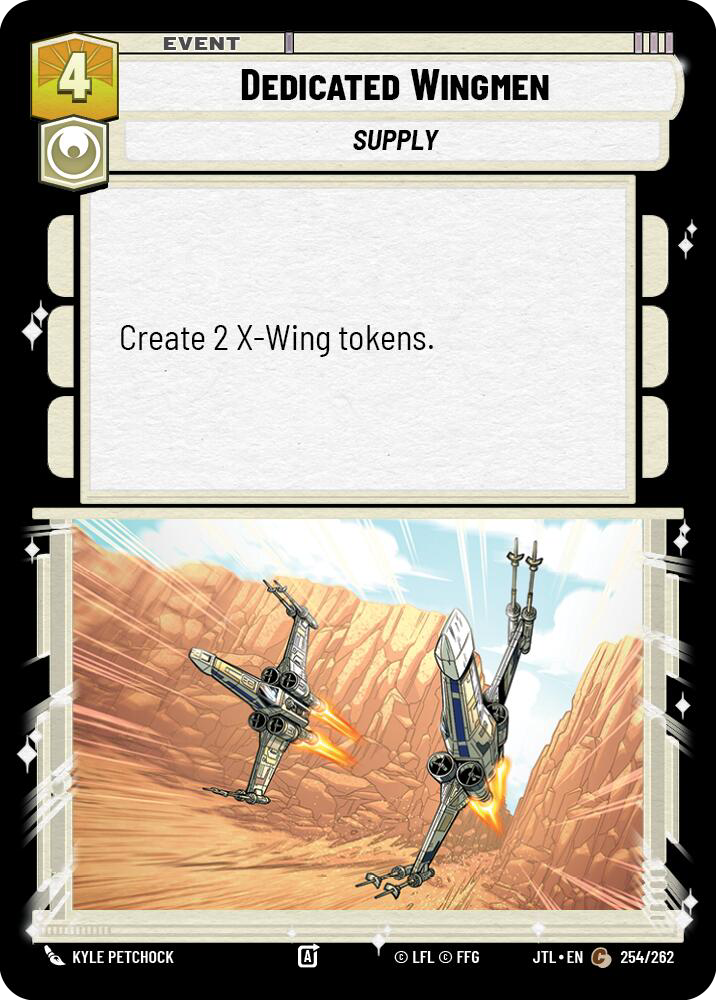 EVENT
4
DEDICATED WINGMEN
SUPPLY
Create 2 X-Wing tokens.
KYLE PETCHOCK
A
© LFL © FFG
JTL • EN
C
254/262